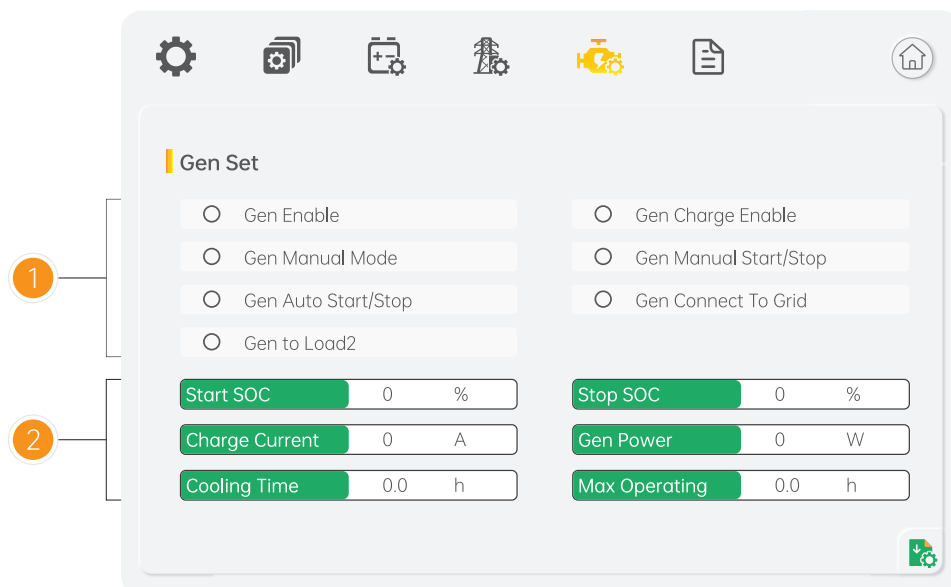 Gen Set
Gen Enable
Gen Charge Enable
Gen Manual Mode
Gen Manual Start/Stop
1
Gen Auto Start/Stop
Gen Connect To Grid
Gen to Load2
Start SOC 0 %
Stop SOC 0 %
2
Charge Current 0 A
Gen Power 0 W
Cooling Time 0.0 h
Max Operating 0.0 h